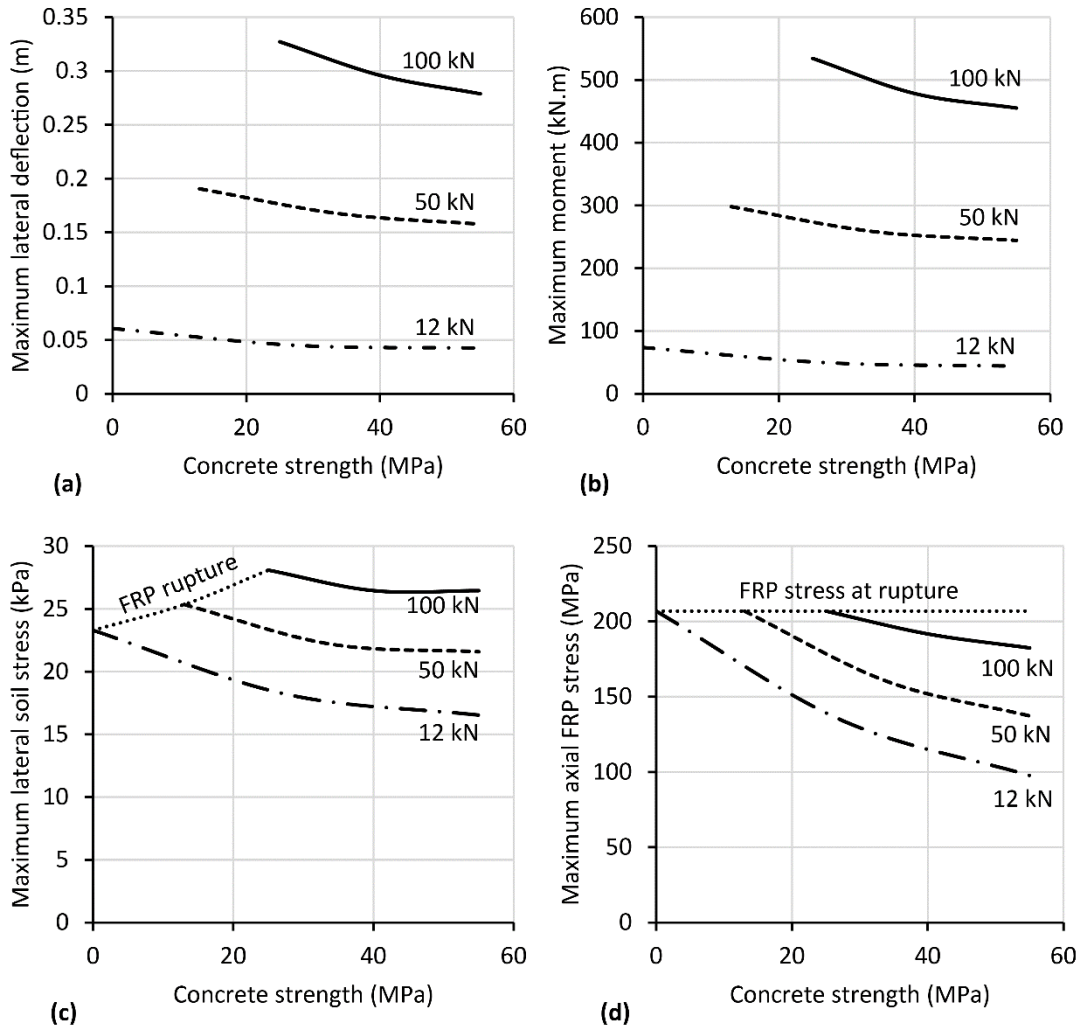 0.35
0.3
0.25
0.2
0.15
0.1
0.05
0
Maximum lateral deflection (m)
100 kN
50 kN
12 kN
0 20 40 60
Concrete strength (MPa)
(a)
600
500
400
300
200
100
0
Maximum moment (kN.m)
100 kN
50 kN
12 kN
0 20 40 60
Concrete strength (MPa)
(b)
30
25
20
15
10
5
0
Maximum lateral soil stress (kPa)
FRP rupture
100 kN
50 kN
12 kN
0 20 40 60
Concrete strength (MPa)
(c)
250
200
150
100
50
0
Maximum axial FRP stress (MPa)
FRP stress at rupture
100 kN
50 kN
12 kN
0 20 40 60
Concrete strength (MPa)
(d)